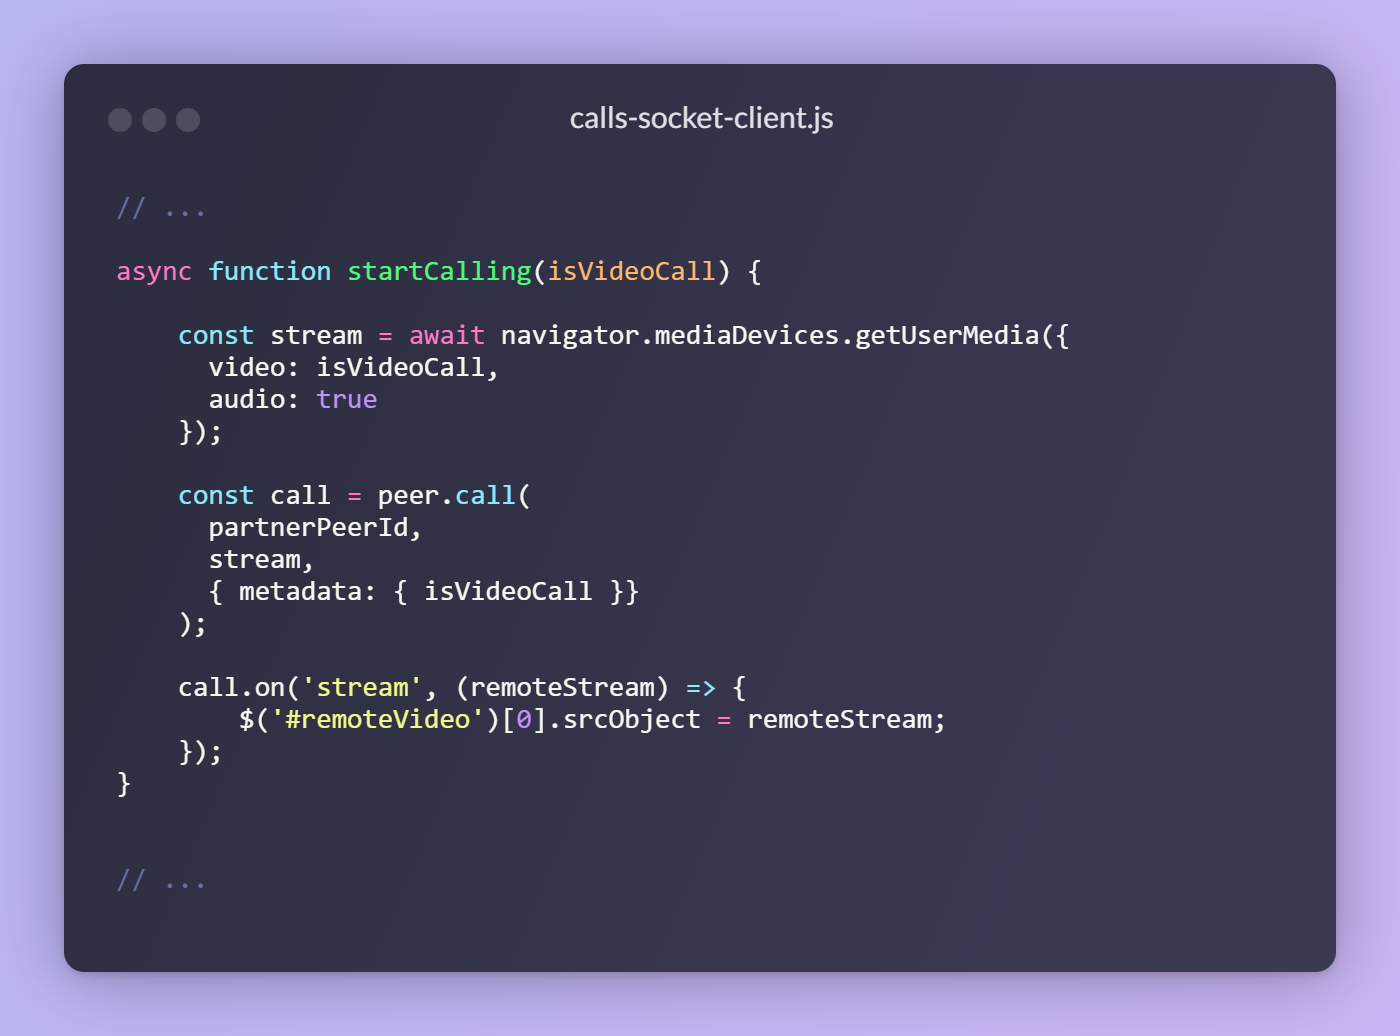 calls-socket-client.js
// ...
async function startCalling(isVideoCall) {
    const stream = await navigator.mediaDevices.getUserMedia({
      video: isVideoCall,
      audio: true
    });
    const call = peer.call(
      partnerPeerId,
      stream,
      { metadata: { isVideoCall }}
    );
    call.on('stream', (remoteStream) => {
        $('#remoteVideo')[0].srcObject = remoteStream;
    });
}
// ...